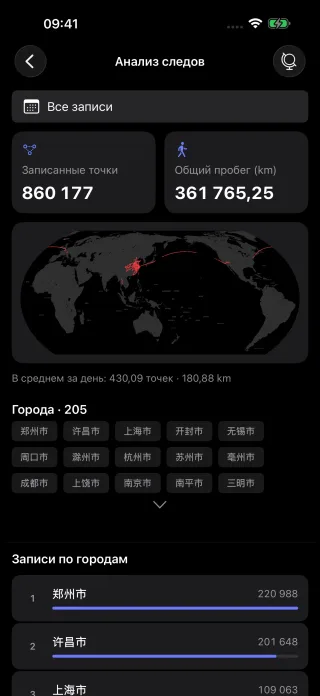 09:41
Анализ следов
Все записи
Записанные точки
860 177
Общий пробег (km)
361 765,25
В среднем за день: 430,09 точек · 180,88 km
Города · 205
郑州市 许昌市 上海市 开封市 无锡市
周口市 滁州市 杭州市 苏州市 亳州市
成都市 上饶市 南京市 南平市 三明市
Записи по городам
1 郑州市 220 988
2 许昌市 201 648
3 上海市 109 063